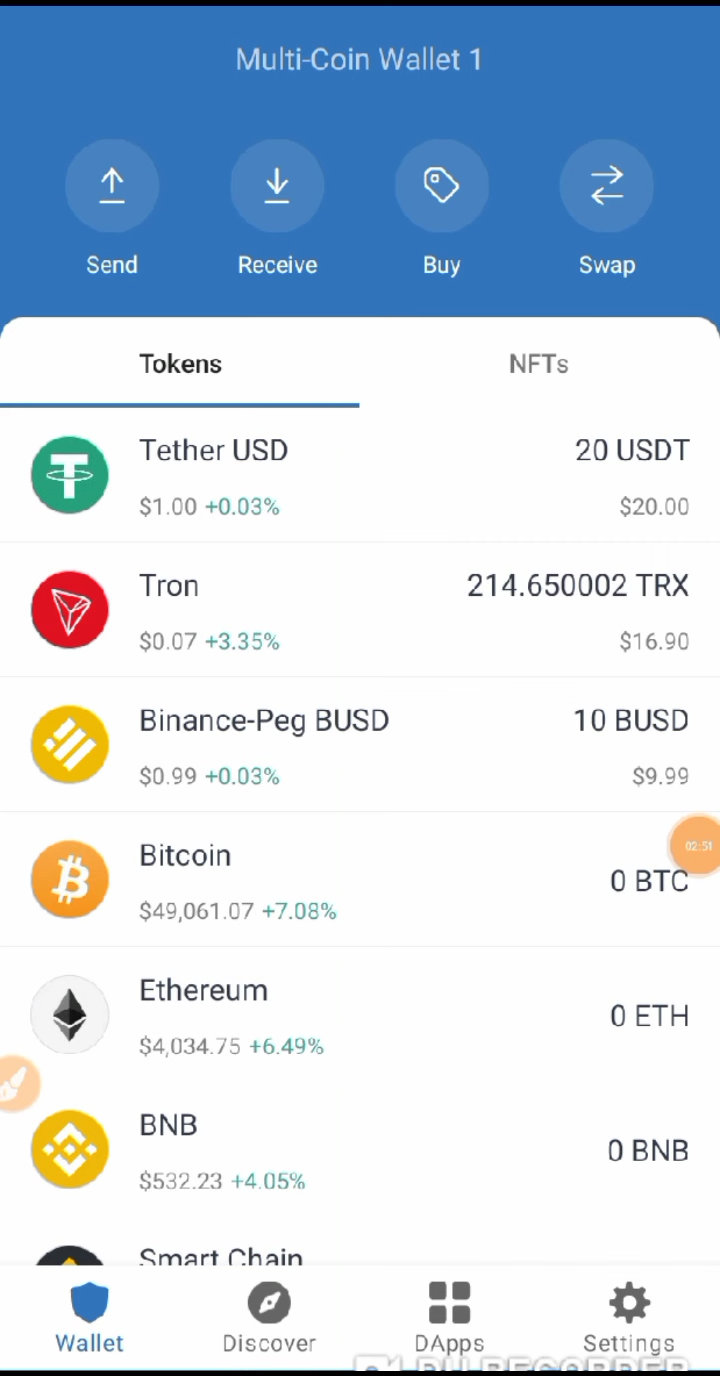 Multi-Coin Wallet 1
Send Receive Buy Swap
Tokens NFTs
Tether USD 20 USDT
$1.00 +0.03% $20.00
Tron 214.650002 TRX
$0.07 +3.35% $16.90
Binance-Peg BUSD 10 BUSD
$0.99 +0.03% $9.99
02:51
Bitcoin 0 BTC
$49,061.07 +7.08%
Ethereum 0 ETH
$4,034.75 +6.49%
BNB 0 BNB
$532.23 +4.05%
Smart Chain
Wallet Discover DApps Settings
DU RECORDER